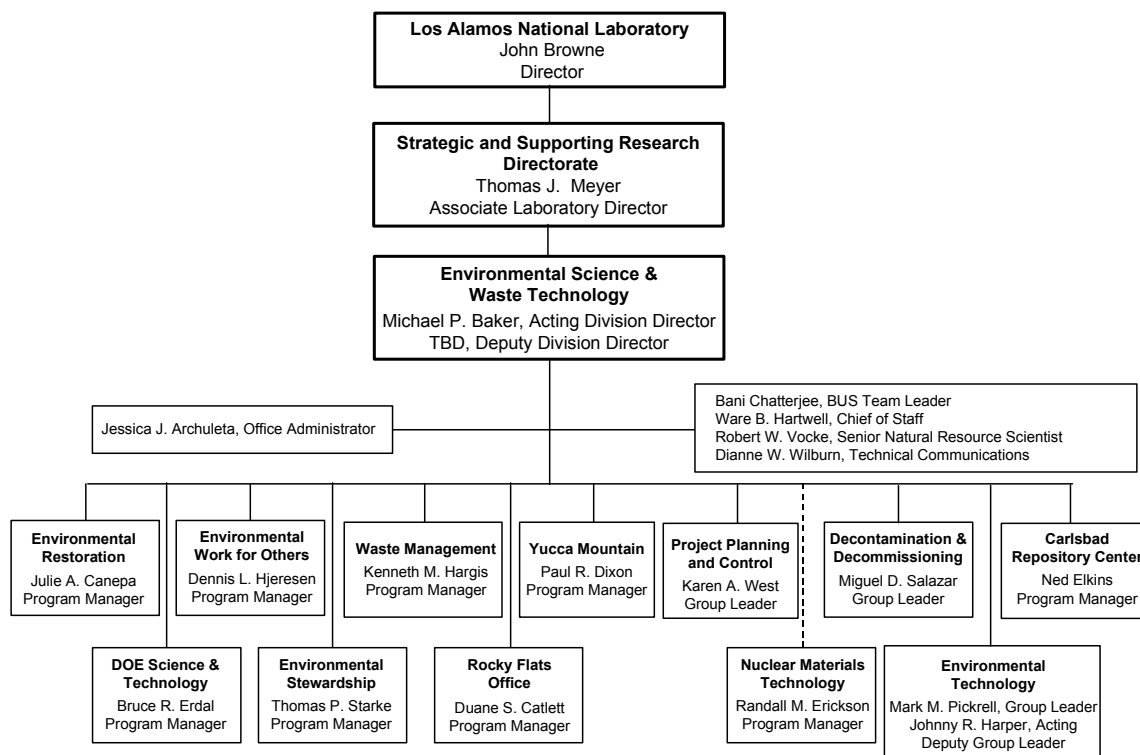 Los Alamos National Laboratory
John Browne
Director
Strategic and Supporting Research
Directorate
Thomas J. Meyer
Associate Laboratory Director
Environmental Science &
Waste Technology
Michael P. Baker, Acting Division Director
TBD, Deputy Division Director
Jessica J. Archuleta, Office Administrator
Bani Chatterjee, BUS Team Leader
Ware B. Hartwell, Chief of Staff
Robert W. Vocke, Senior Natural Resource Scientist
Dianne W. Wilburn, Technical Communications
Environmental
Restoration
Julie A. Canepa
Program Manager
Environmental
Work for Others
Dennis L. Hjeresen
Program Manager
Waste Management
Kenneth M. Hargis
Program Manager
Yucca Mountain
Paul R. Dixon
Program Manager
Project Planning
and Control
Karen A. West
Group Leader
Decontamination &
Decommissioning
Miguel D. Salazar
Group Leader
Carlsbad
Repository Center
Ned Elkins
Program Manager
DOE Science &
Technology
Bruce R. Erdal
Program Manager
Environmental
Stewardship
Thomas P. Starke
Program Manager
Rocky Flats
Office
Duane S. Catlett
Program Manager
Nuclear Materials
Technology
Randall M. Erickson
Program Manager
Environmental
Technology
Mark M. Pickrell, Group Leader
Johnny R. Harper, Acting
Deputy Group Leader